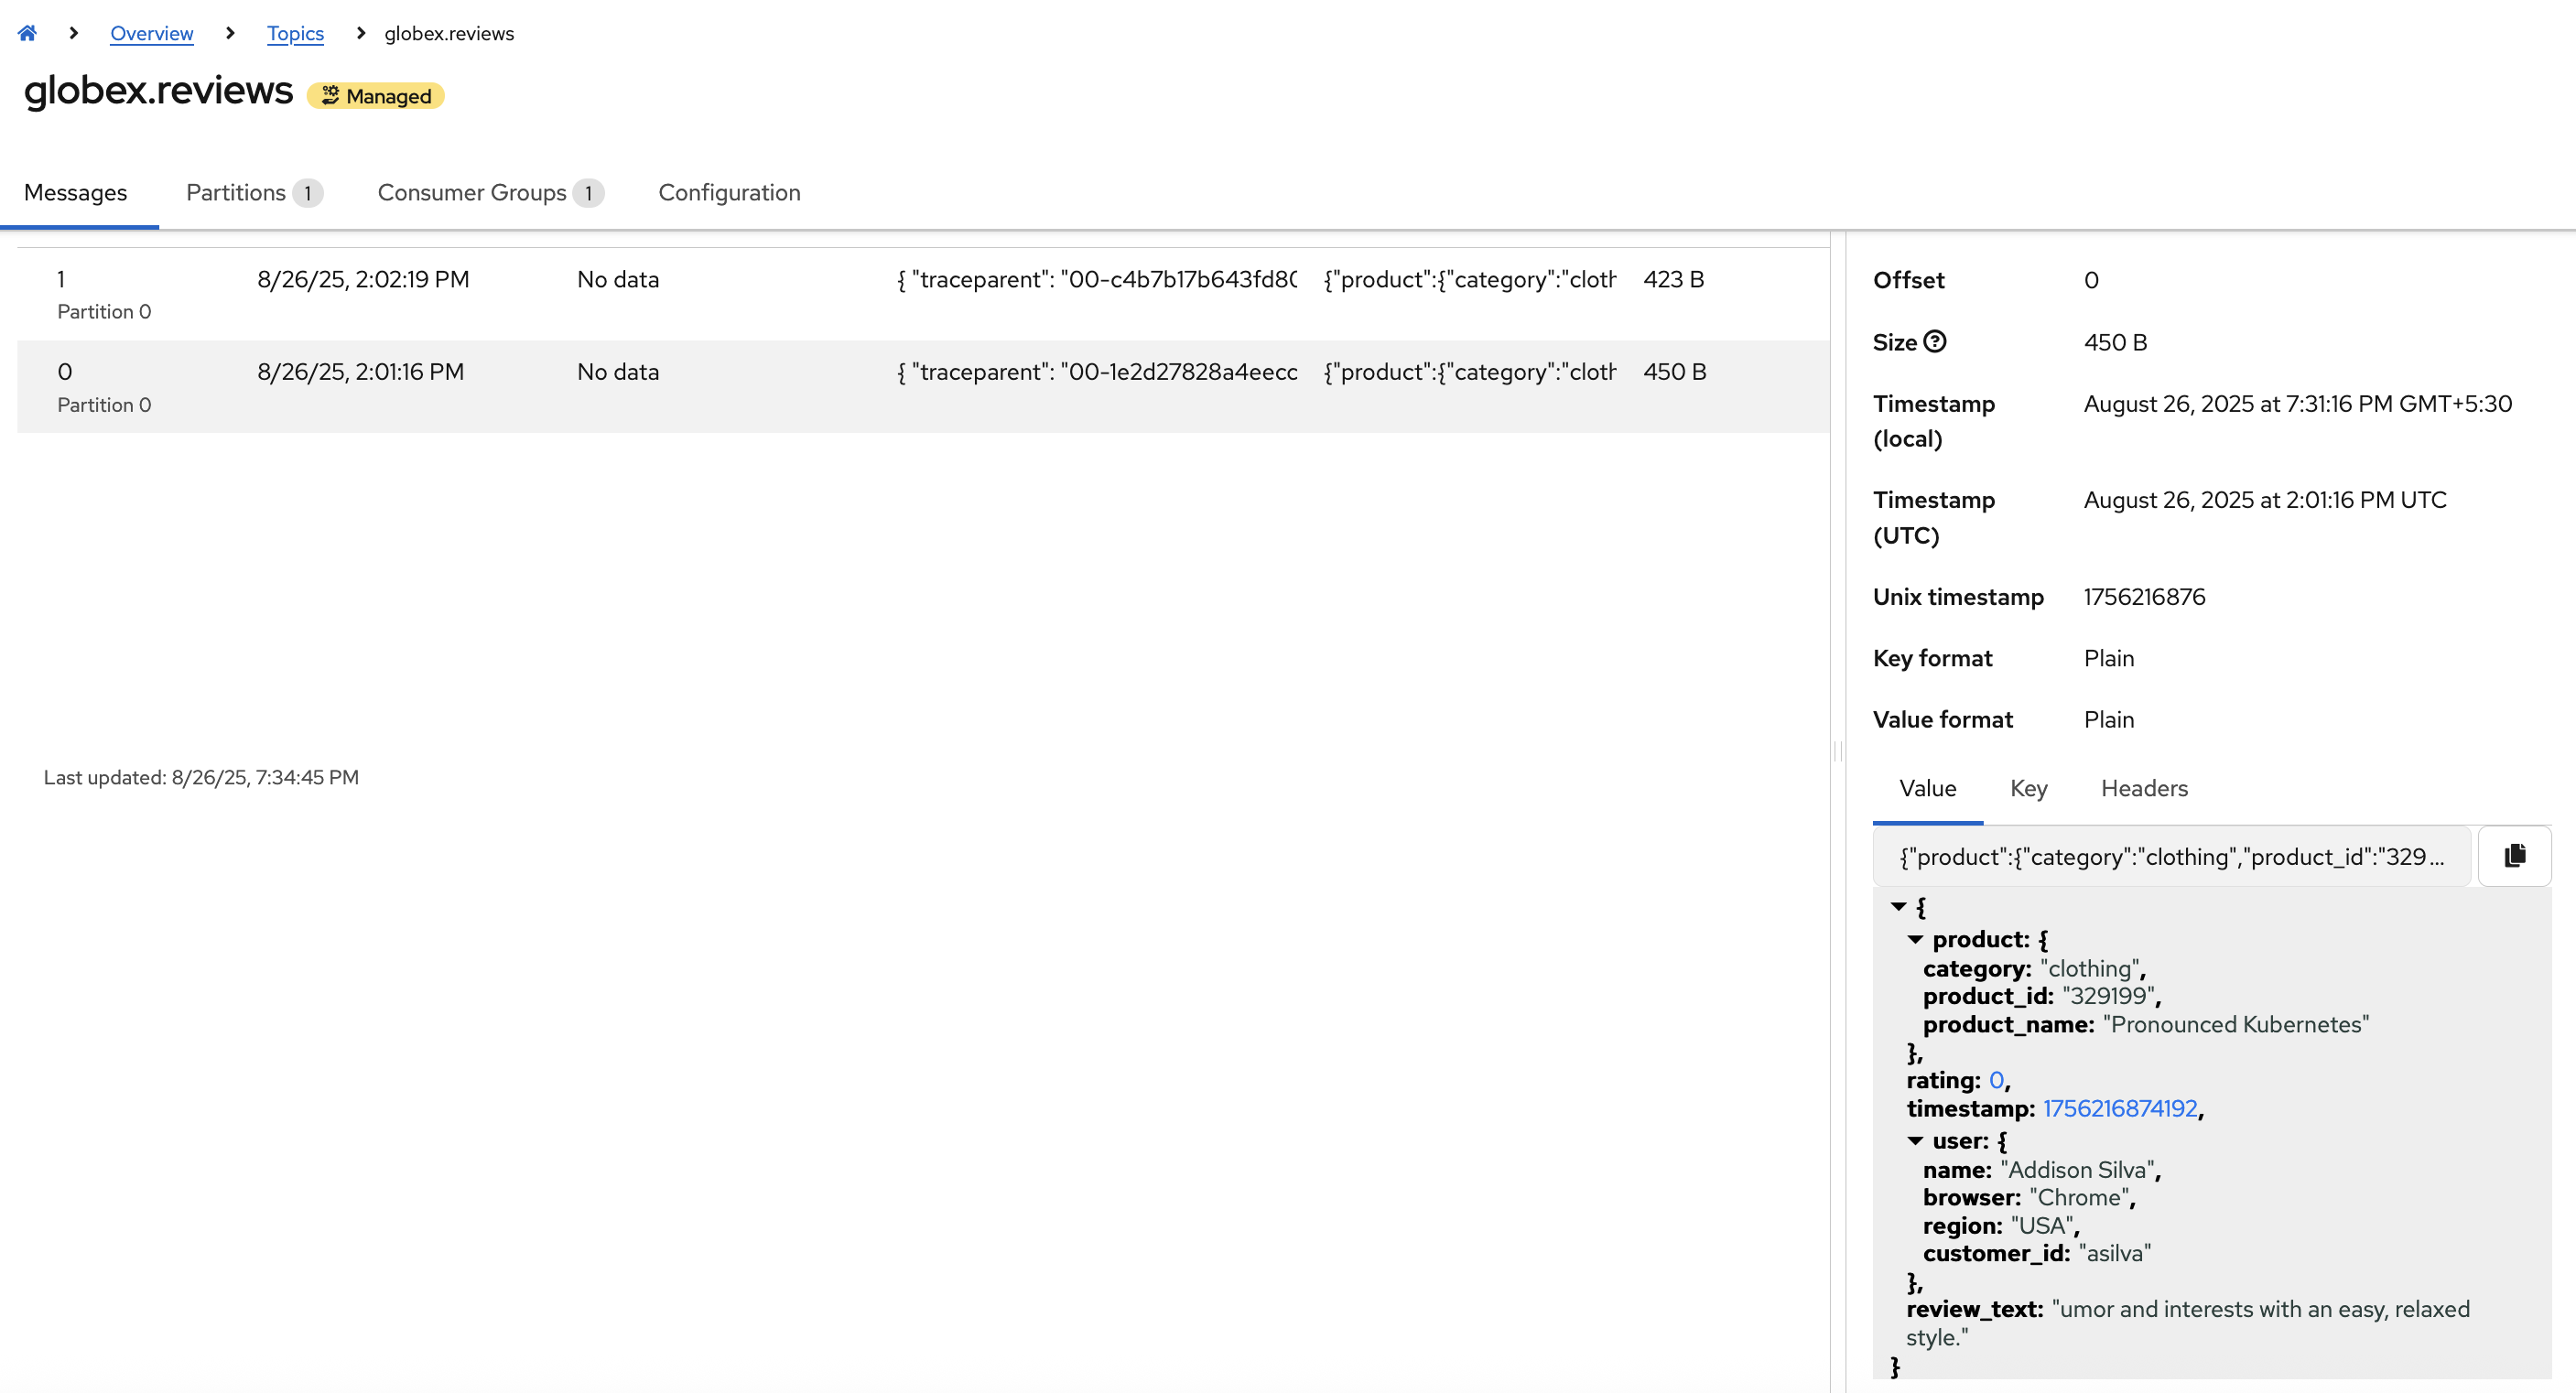 Overview Topics globex.reviews
globex.reviews Managed
Messages Partitions 1 Consumer Groups 1 Configuration
1 8/26/25, 2:02:19 PM No data { "traceparent": "00-c4b7b17b643fd80 {"product":{"category":"cloth 423 B
Partition 0
0 8/26/25, 2:01:16 PM No data { "traceparent": "00-1e2d27828a4eecc {"product":{"category":"cloth 450 B
Partition 0
Last updated: 8/26/25, 7:34:45 PM
Offset 0
Size 450 B
Timestamp (local) August 26, 2025 at 7:31:16 PM GMT+5:30
Timestamp (UTC) August 26, 2025 at 2:01:16 PM UTC
Unix timestamp 1756216876
Key format Plain
Value format Plain
Value Key Headers
{"product":{"category":"clothing","product_id":"329...
{
product: {
category: "clothing",
product_id: "329199",
product_name: "Pronounced Kubernetes"
},
rating: 0,
timestamp: 1756216874192,
user: {
name: "Addison Silva",
browser: "Chrome",
region: "USA",
customer_id: "asilva"
},
review_text: "umor and interests with an easy, relaxed
style."
}